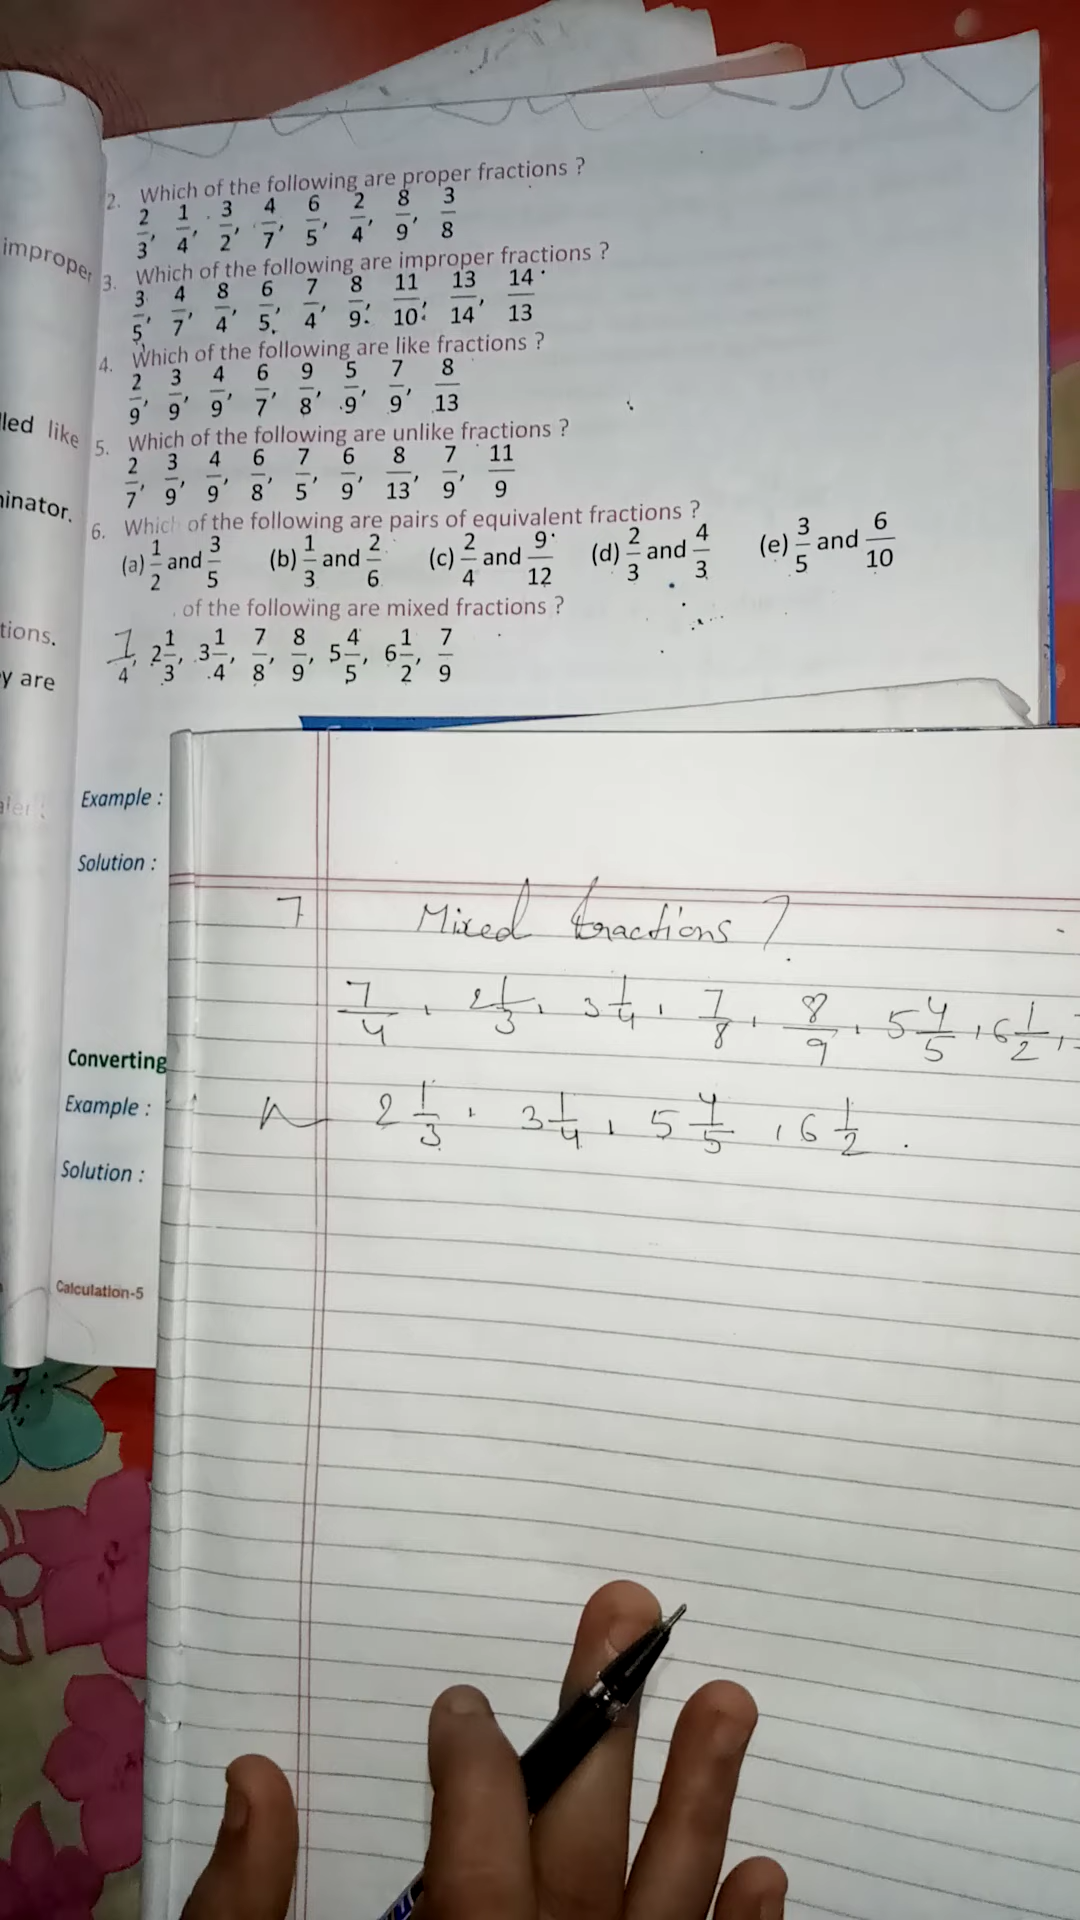 2. Which of the following are proper fractions ?
2/3, 1/4, 3/2, 4/7, 6/5, 2/4, 8/9, 3/8
improper
3. Which of the following are improper fractions ?
3/5, 4/7, 8/4, 6/5, 7/4, 8/9, 11/10, 13/14, 14/13
4. Which of the following are like fractions ?
2/9, 3/9, 4/9, 6/7, 9/8, 5/9, 7/9, 8/13
like
5. Which of the following are unlike fractions ?
2/7, 3/9, 4/9, 6/8, 7/5, 6/9, 8/13, 7/9, 11/9
6. Which of the following are pairs of equivalent fractions ?
(a) 1/2 and 3/5 (b) 1/3 and 2/6 (c) 2/4 and 9/12 (d) 2/3 and 4/3 (e) 3/5 and 6/10
of the following are mixed fractions ?
7/4, 2 1/3, 3 1/4, 7/8, 8/9, 5 4/5, 6 1/2, 7/9
are
Example :
Solution :
7 Mixed fractions ?
7/4, 2 1/3, 3 1/4, 7/8, 8/9, 5 4/5, 6 1/2,
Converting
Example :
2 1/3, 3 1/4, 5 4/5, 6 1/2.
Solution :
Calculation-5